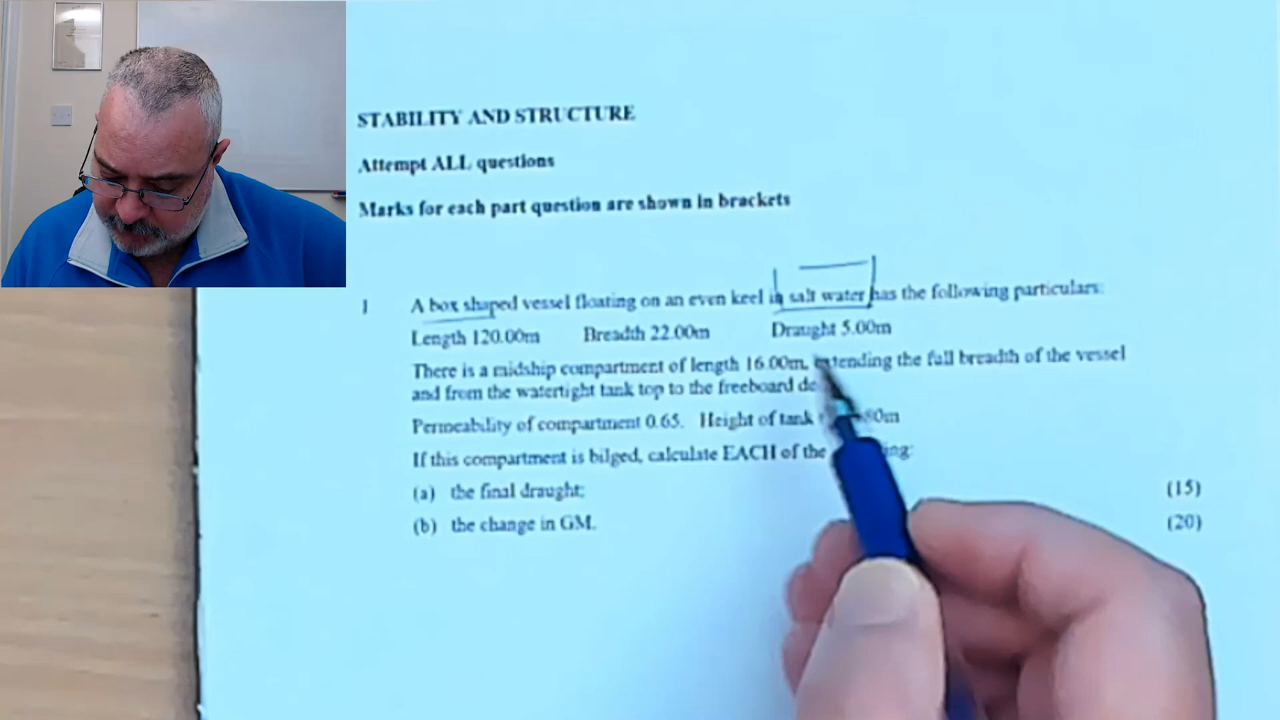 STABILITY AND STRUCTURE
Attempt ALL questions
Marks for each part question are shown in brackets
1 A box shaped vessel floating on an even keel in salt water has the following particulars:
Length 120.00m Breadth 22.00m Draught 5.00m
There is a midship compartment of length 16.00m, extending the full breadth of the vessel
and from the watertight tank top to the freeboard
Permeability of compartment 0.65. Height of tank
If this compartment is bilged, calculate EACH of the
(a) the final draught; (15)
(b) the change in GM. (20)